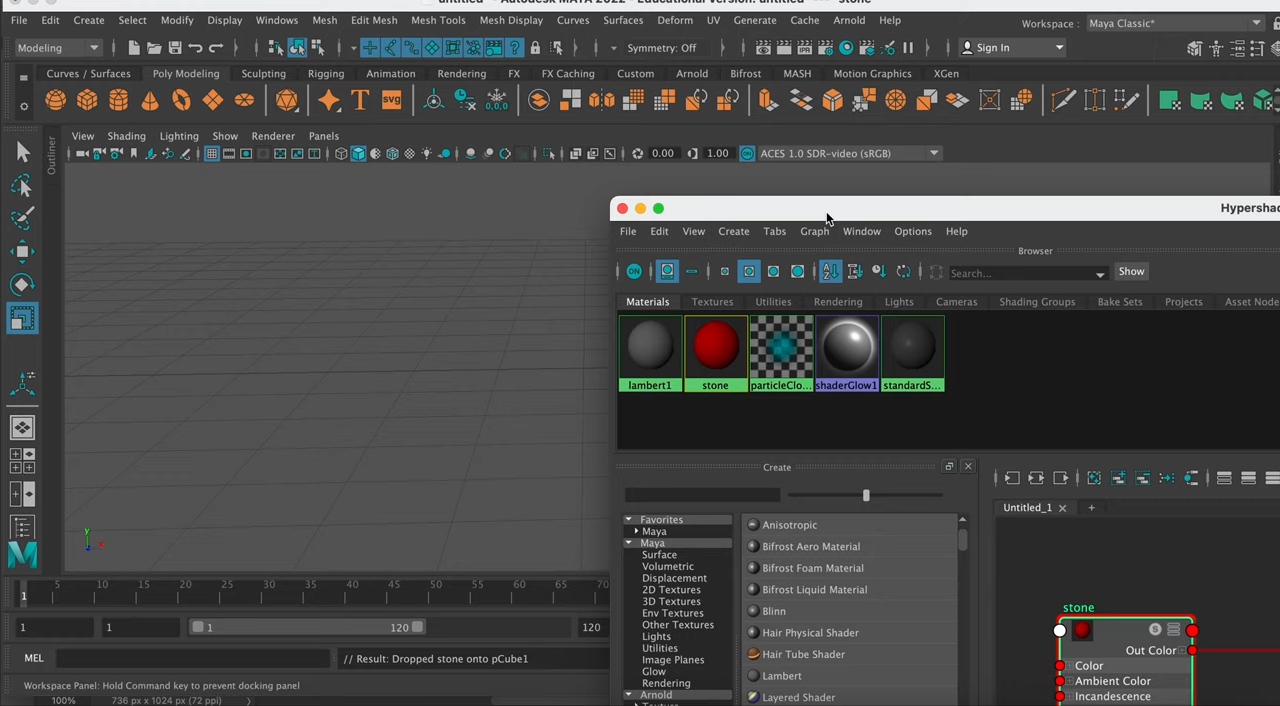 untitled* - Autodesk MAYA 2022 - Educational Version: untitled --- stone
File Edit Create Select Modify Display Windows Mesh Edit Mesh Mesh Tools Mesh Display Curves Surfaces Deform UV Generate Cache Arnold Help Workspace : Maya Classic*
Modeling Symmetry: Off Sign In
Curves / Surfaces Poly Modeling Sculpting Rigging Animation Rendering FX FX Caching Custom Arnold Bifrost MASH Motion Graphics XGen
T svg 0,0,0
View Shading Lighting Show Renderer Panels
Outliner
0.00 1.00 ON ACES 1.0 SDR-video (sRGB)
Hypersha
File Edit View Create Tabs Graph Window Options Help
Browser
ON Search... Show
Materials Textures Utilities Rendering Lights Cameras Shading Groups Bake Sets Projects Asset Node
lambert1 stone particleClo... shaderGlow1 standardS...
Create
Untitled_1
Favorites
Maya
Maya
Surface
Volumetric
Displacement
2D Textures
3D Textures
Env Textures
Other Textures
Lights
Utilities
Image Planes
Glow
Rendering
Arnold
Anisotropic
Bifrost Aero Material
Bifrost Foam Material
Bifrost Liquid Material
Blinn
Hair Physical Shader
Hair Tube Shader
Lambert
Layered Shader
stone
S
Out Color
Color
Ambient Color
Incandescence
y
x
1 5 10 15 20 25 30 35 40 45 50 55 60 65 70
1 1 1 120 120
MEL // Result: Dropped stone onto pCube1
Workspace Panel: Hold Command key to prevent docking panel
100% 736 px x 1024 px (72 ppi)